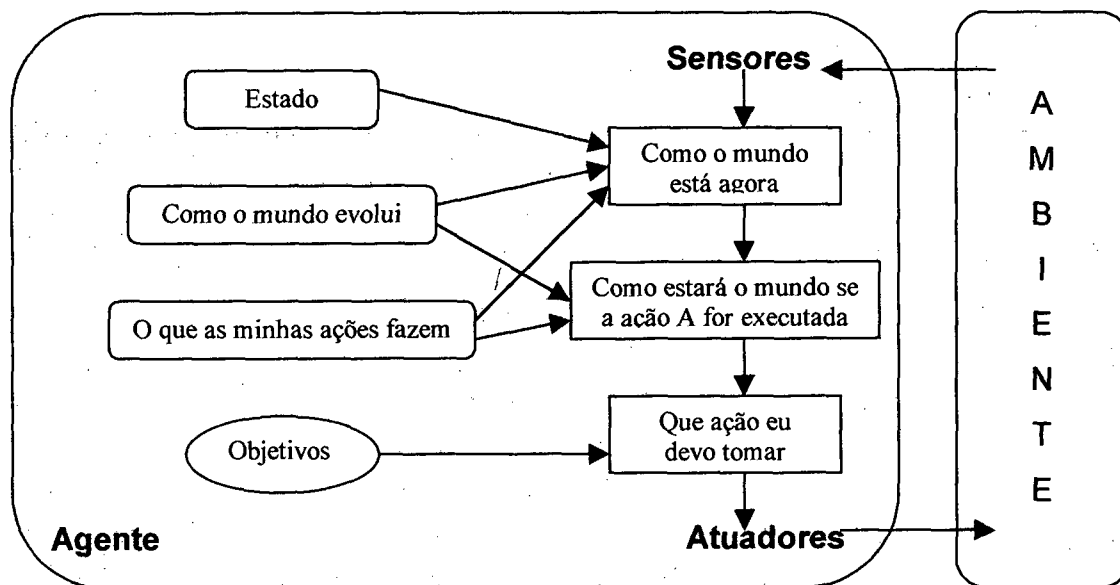 Sensores
Estado
Como o mundo
está agora
Como o mundo evolui
Como estará o mundo se
a ação A for executada
O que as minhas ações fazem
Que ação eu
devo tomar
Objetivos
Agente
Atuadores
A
M
B
I
E
N
T
E